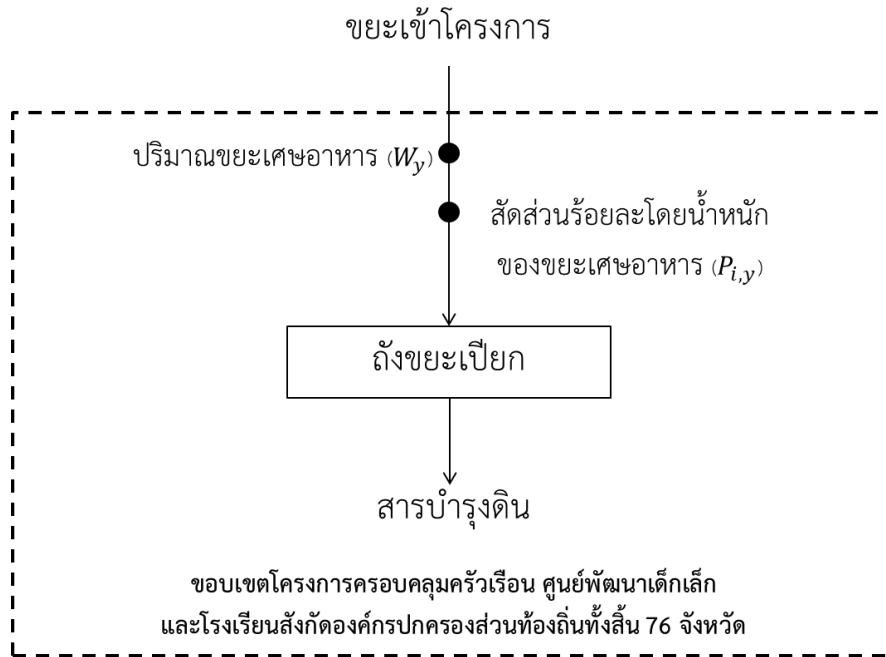 ขยะเข้าโครงการ
ปริมาณขยะเศษอาหาร (W_y)
สัดส่วนร้อยละโดยน้ำหนัก
ของขยะเศษอาหาร (P_{i,y})
ถังขยะเปียก
สารบำรุงดิน
ขอบเขตโครงการครอบคลุมครัวเรือน ศูนย์พัฒนาเด็กเล็ก
และโรงเรียนสังกัดองค์กรปกครองส่วนท้องถิ่นทั้งสิ้น 76 จังหวัด